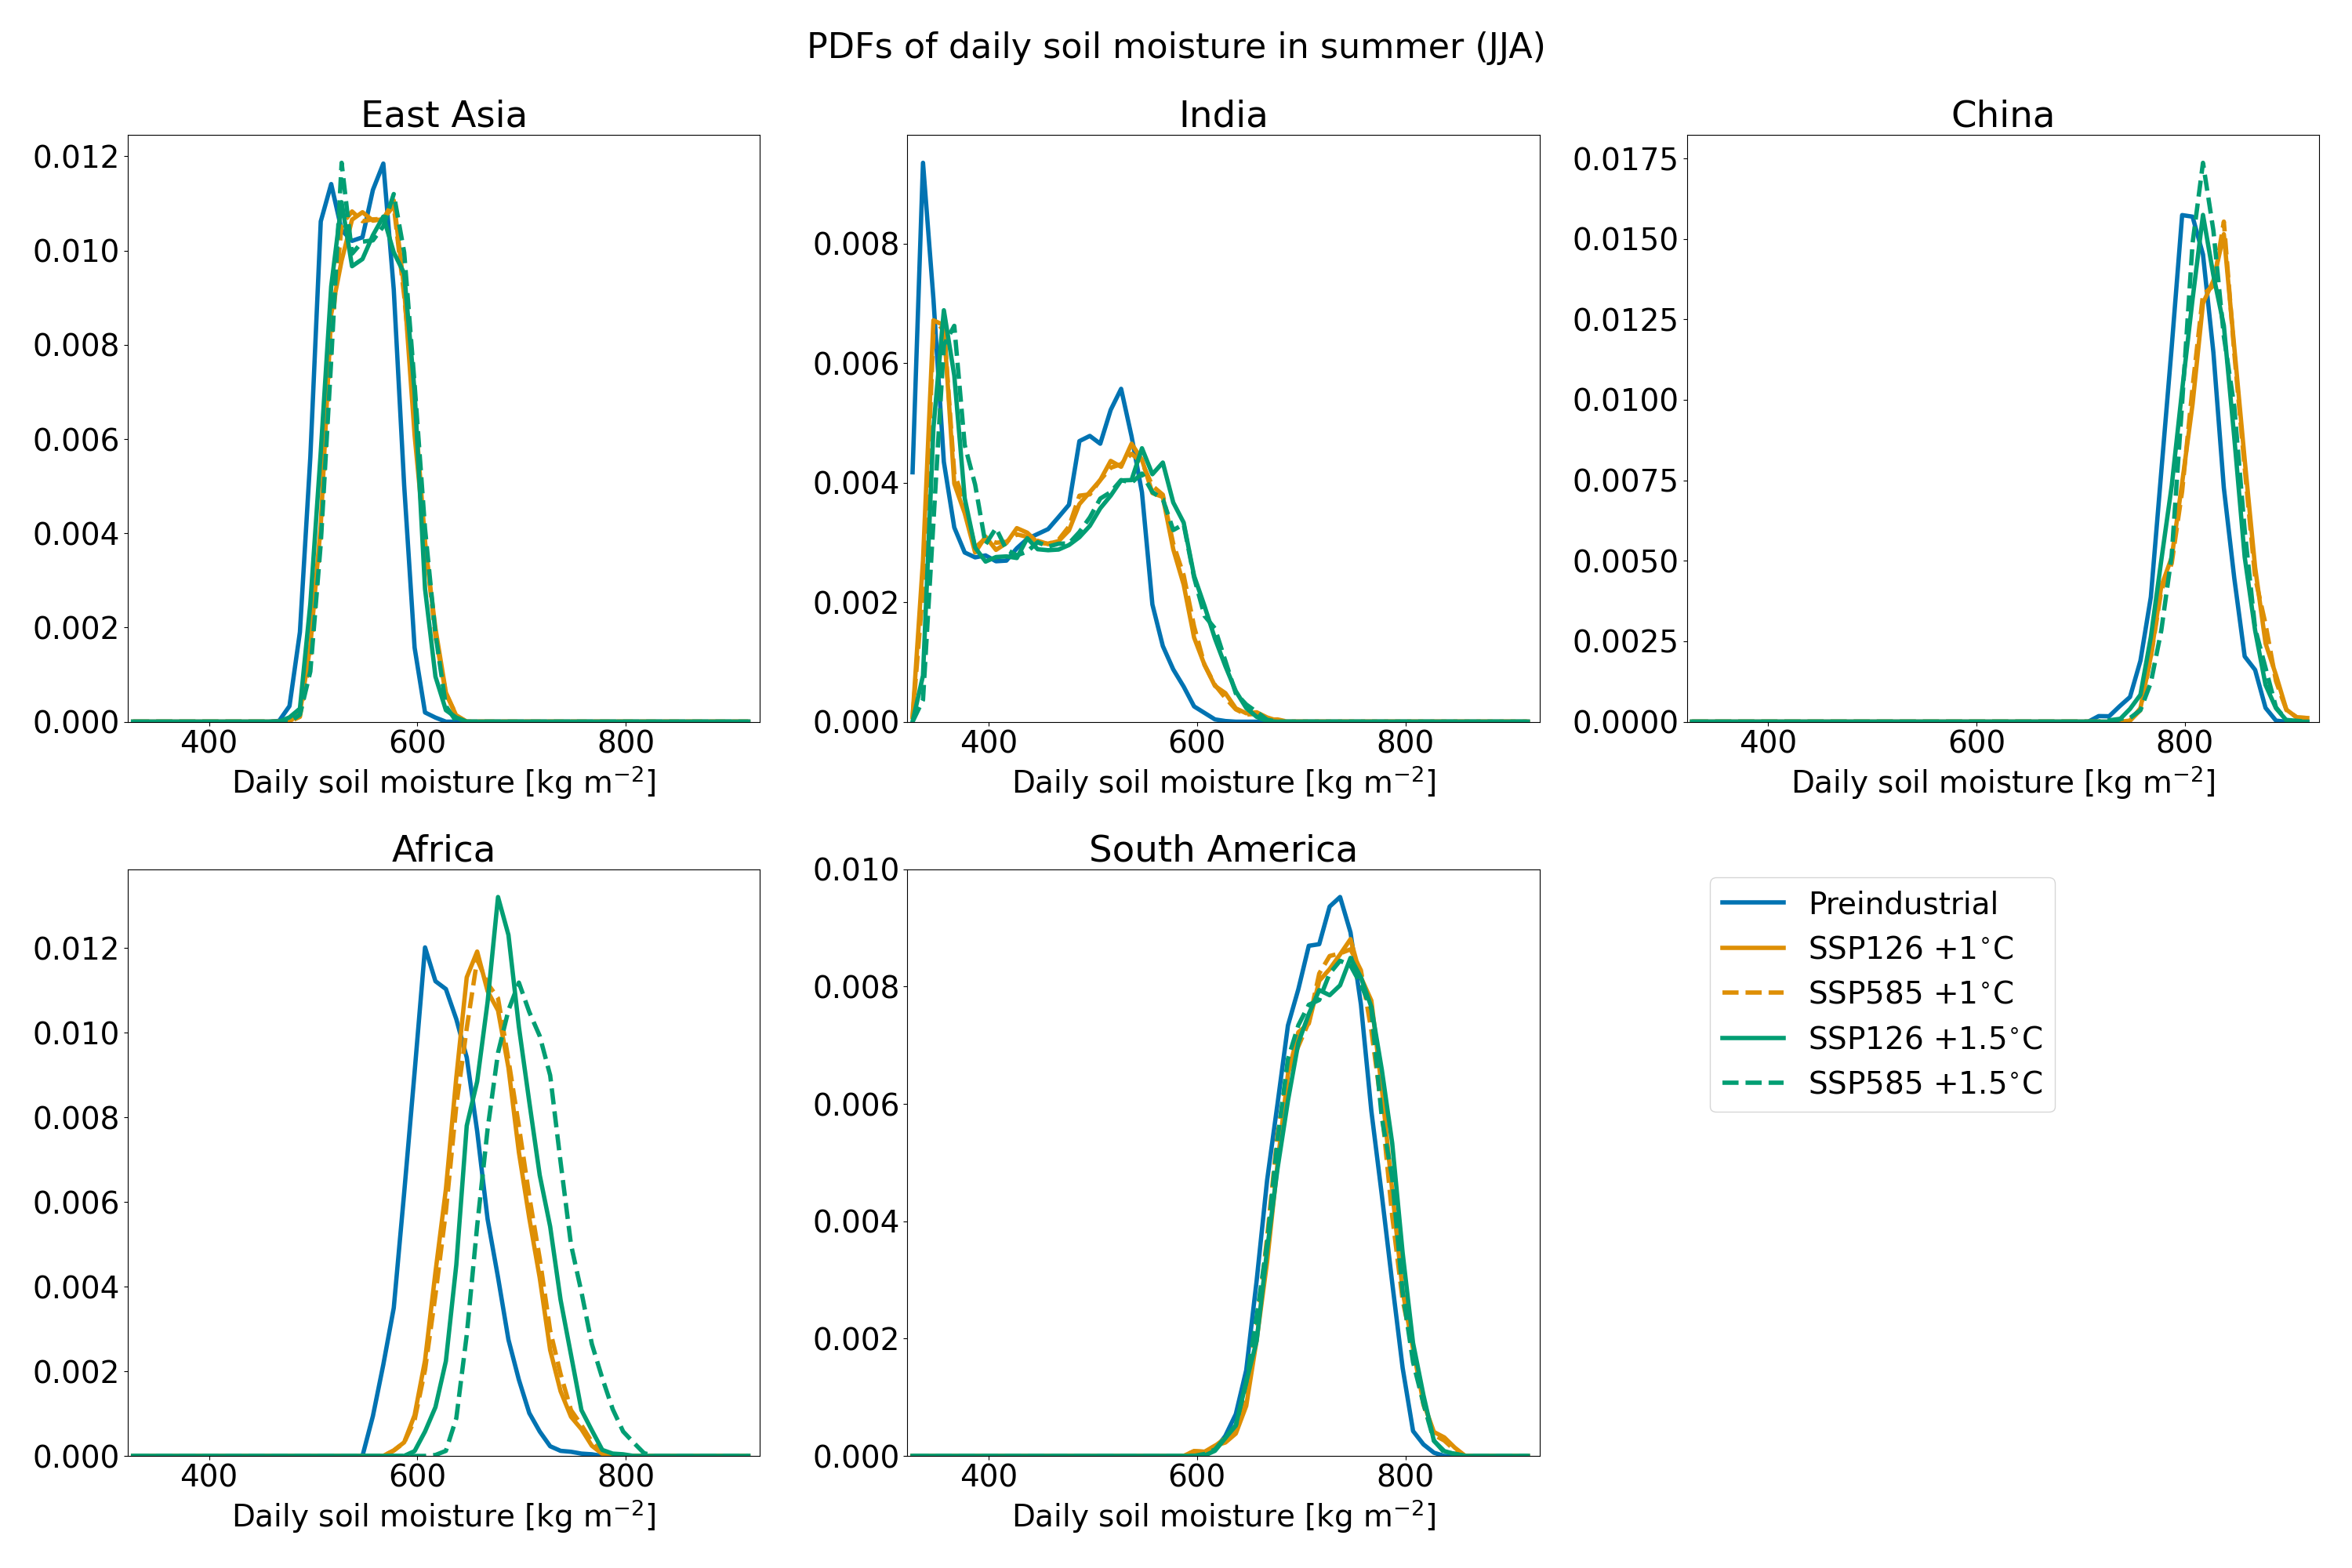 PDFs of daily soil moisture in summer (JJA)
East Asia
0.012
0.010
0.008
0.006
0.004
0.002
0.000
400 600 800
Daily soil moisture [kg m⁻²]
India
0.008
0.006
0.004
0.002
0.000
400 600 800
Daily soil moisture [kg m⁻²]
China
0.0175
0.0150
0.0125
0.0100
0.0075
0.0050
0.0025
0.0000
400 600 800
Daily soil moisture [kg m⁻²]
Africa
0.012
0.010
0.008
0.006
0.004
0.002
0.000
400 600 800
Daily soil moisture [kg m⁻²]
South America
0.010
0.008
0.006
0.004
0.002
0.000
400 600 800
Daily soil moisture [kg m⁻²]
Preindustrial
SSP126 +1°C
SSP585 +1°C
SSP126 +1.5°C
SSP585 +1.5°C